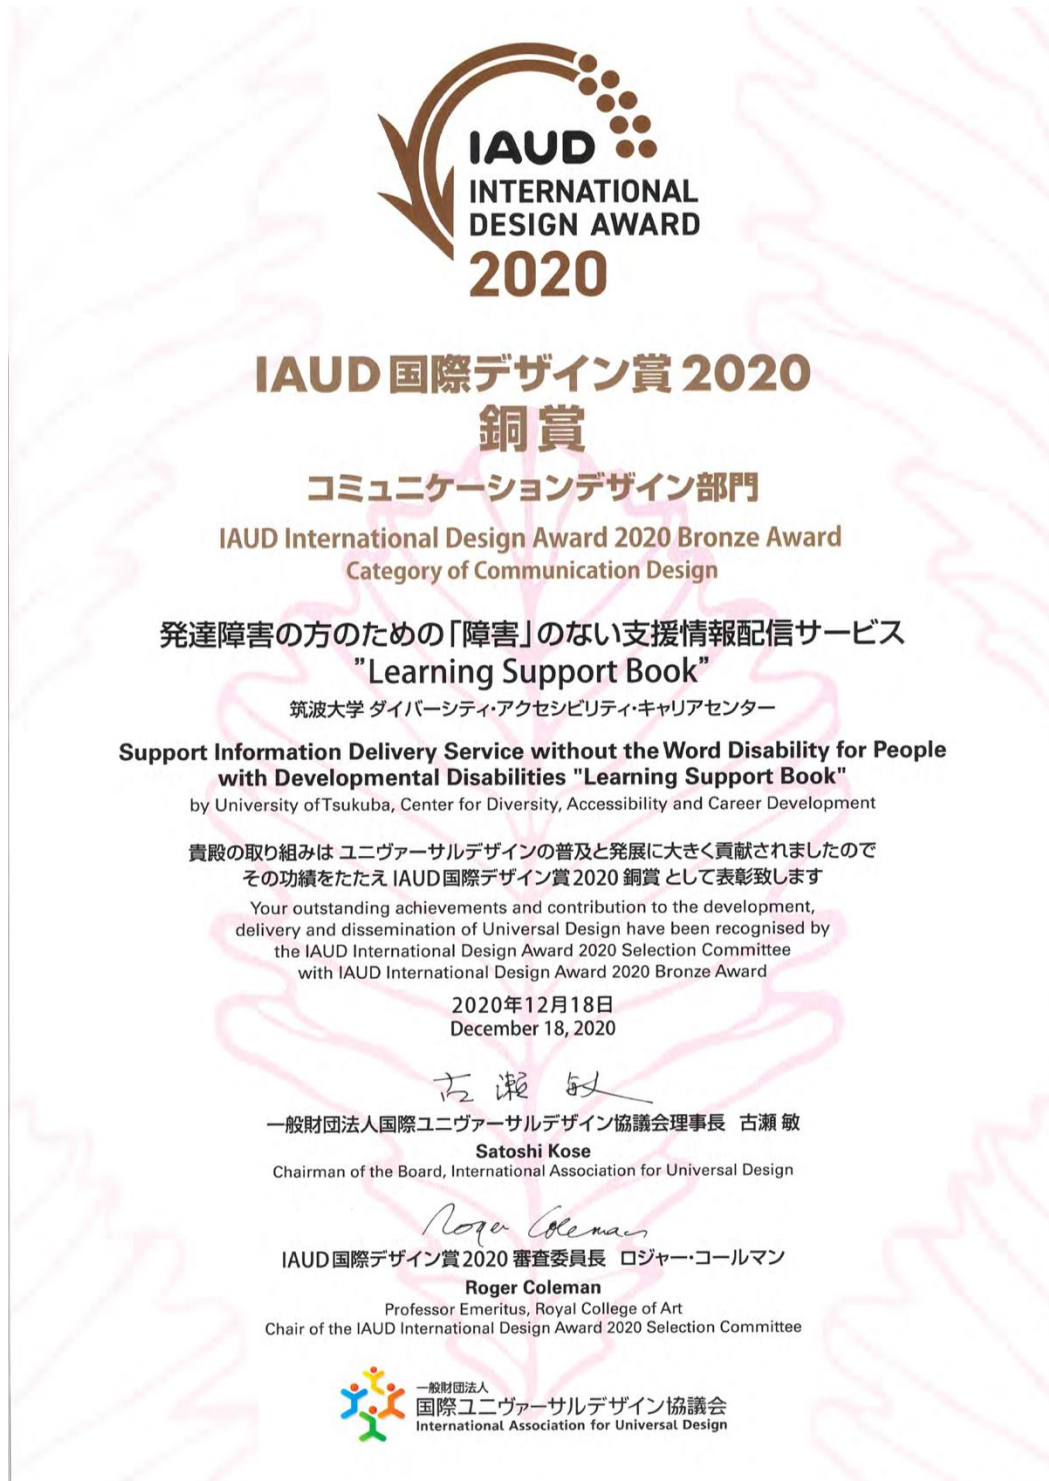 IAUD
INTERNATIONAL
DESIGN AWARD
2020
IAUD国際デザイン賞2020
銅賞
コミュニケーションデザイン部門
IAUD International Design Award 2020 Bronze Award
Category of Communication Design
発達障害の方のための「障害」のない支援情報配信サービス
"Learning Support Book"
筑波大学 ダイバーシティ・アクセシビリティ・キャリアセンター
Support Information Delivery Service without the Word Disability for People
with Developmental Disabilities "Learning Support Book"
by University of Tsukuba, Center for Diversity, Accessibility and Career Development
貴殿の取り組みは ユニヴァーサルデザインの普及と発展に大きく貢献されましたので
その功績をたたえ IAUD国際デザイン賞2020 銅賞 として表彰致します
Your outstanding achievements and contribution to the development,
delivery and dissemination of Universal Design have been recognised by
the IAUD International Design Award 2020 Selection Committee
with IAUD International Design Award 2020 Bronze Award
2020年12月18日
December 18, 2020
古瀬 敏
一般財団法人国際ユニヴァーサルデザイン協議会理事長 古瀬 敏
Satoshi Kose
Chairman of the Board, International Association for Universal Design
Roger Coleman
IAUD国際デザイン賞2020 審査委員長 ロジャー・コールマン
Roger Coleman
Professor Emeritus, Royal College of Art
Chair of the IAUD International Design Award 2020 Selection Committee
一般財団法人
国際ユニヴァーサルデザイン協議会
International Association for Universal Design